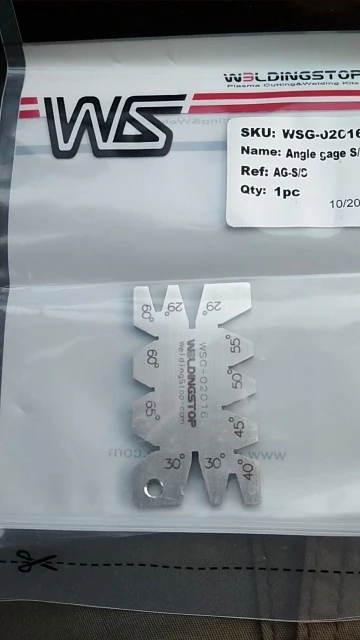 WELDINGSTOP
Plasma Cutting&Welding Kits
WS
SKU: WSG-02016
Name: Angle gage S/
Ref: AG-S/S
Qty: 1pc
10/20
60° 29° 29°
60°
55°
50°
65°
45°
30° 30° 40°
WSG-02016
WELDINGSTOP
WeldingStop.com
www